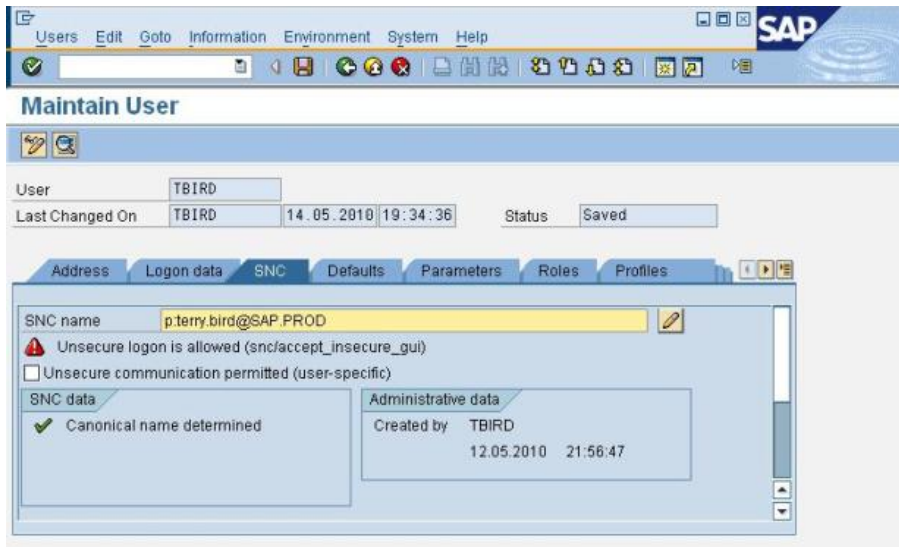 Users Edit Goto Information Environment System Help
SAP
Maintain User
User TBIRD
Last Changed On TBIRD 14.05.2010 19:34:36 Status Saved
Address Logon data SNC Defaults Parameters Roles Profiles
SNC name p:terry.bird@SAP.PROD
Unsecure logon is allowed (snc/accept_insecure_gui)
Unsecure communication permitted (user-specific)
SNC data Administrative data
Canonical name determined Created by TBIRD
12.05.2010 21:56:47